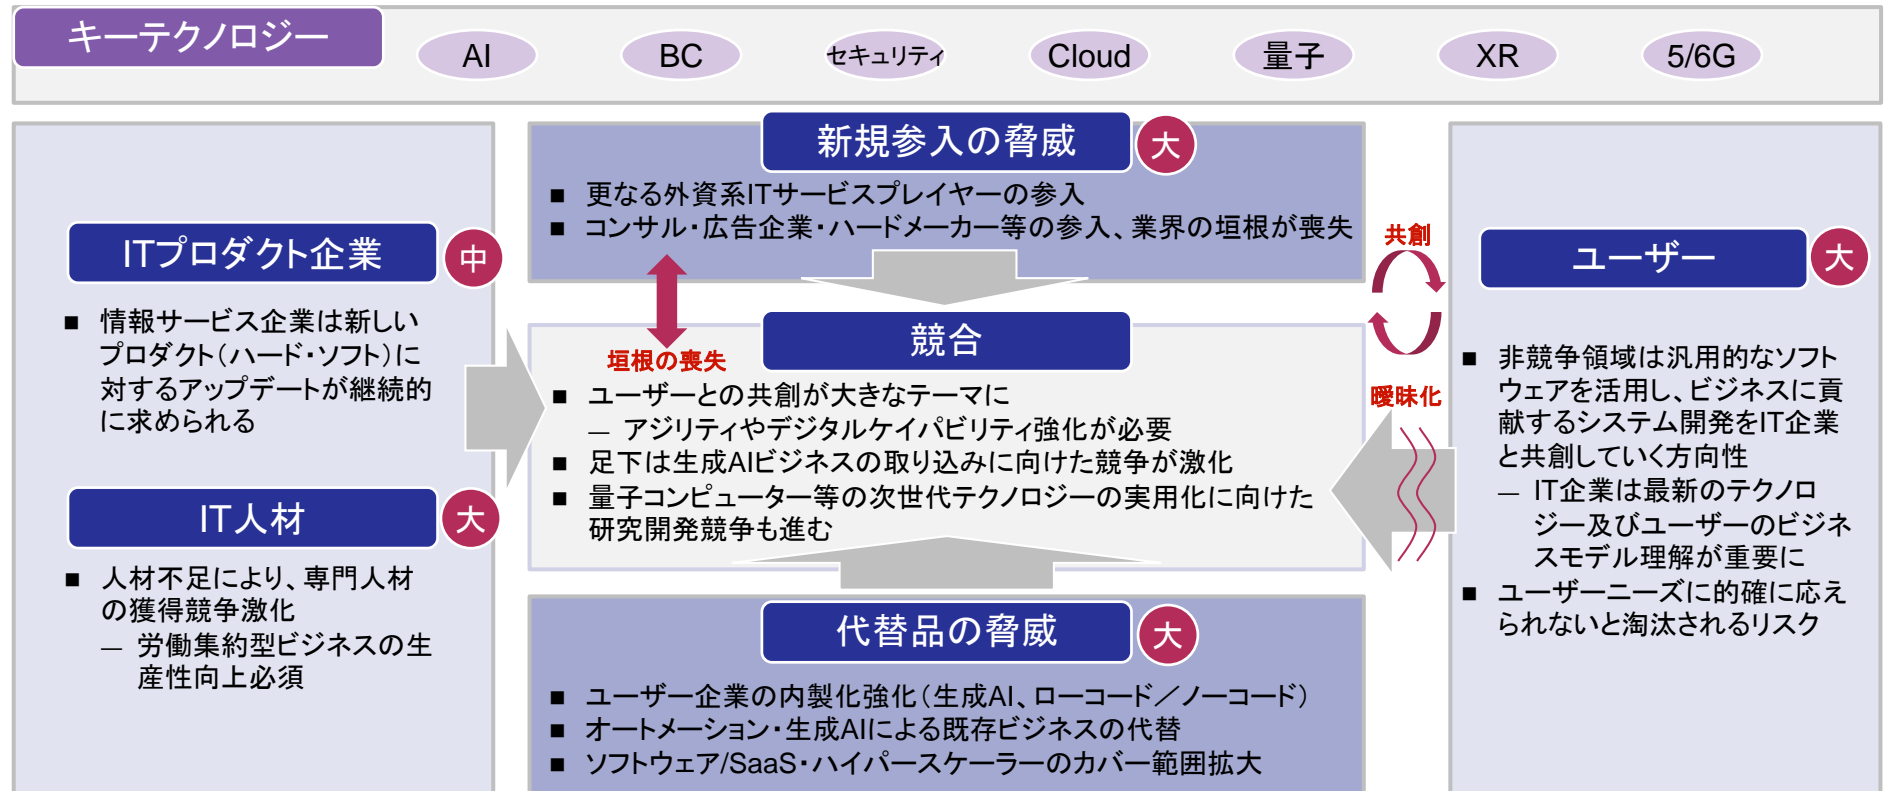 キーテクノロジー
AI
BC
セキュリティ
Cloud
量子
XR
5/6G
ITプロダクト企業
中
■ 情報サービス企業は新しい
プロダクト（ハード・ソフト）に
対するアップデートが継続的
に求められる
IT人材
大
■ 人材不足により、専門人材
の獲得競争激化
― 労働集約型ビジネスの生
産性向上必須
新規参入の脅威
大
■ 更なる外資系ITサービスプレイヤーの参入
■ コンサル・広告企業・ハードメーカー等の参入、業界の垣根が喪失
垣根の喪失
競合
■ ユーザーとの共創が大きなテーマに
― アジリティやデジタルケイパビリティ強化が必要
■ 足下は生成AIビジネスの取り込みに向けた競争が激化
■ 量子コンピューター等の次世代テクノロジーの実用化に向けた
研究開発競争も進む
代替品の脅威
大
■ ユーザー企業の内製化強化（生成AI、ローコード／ノーコード）
■ オートメーション・生成AIによる既存ビジネスの代替
■ ソフトウェア/SaaS・ハイパースケーラーのカバー範囲拡大
共創
曖昧化
ユーザー
大
■ 非競争領域は汎用的なソフト
ウェアを活用し、ビジネスに貢
献するシステム開発をIT企業
と共創していく方向性
― IT企業は最新のテクノロ
ジー及びユーザーのビジネ
スモデル理解が重要に
■ ユーザーニーズに的確に応え
られないと淘汰されるリスク